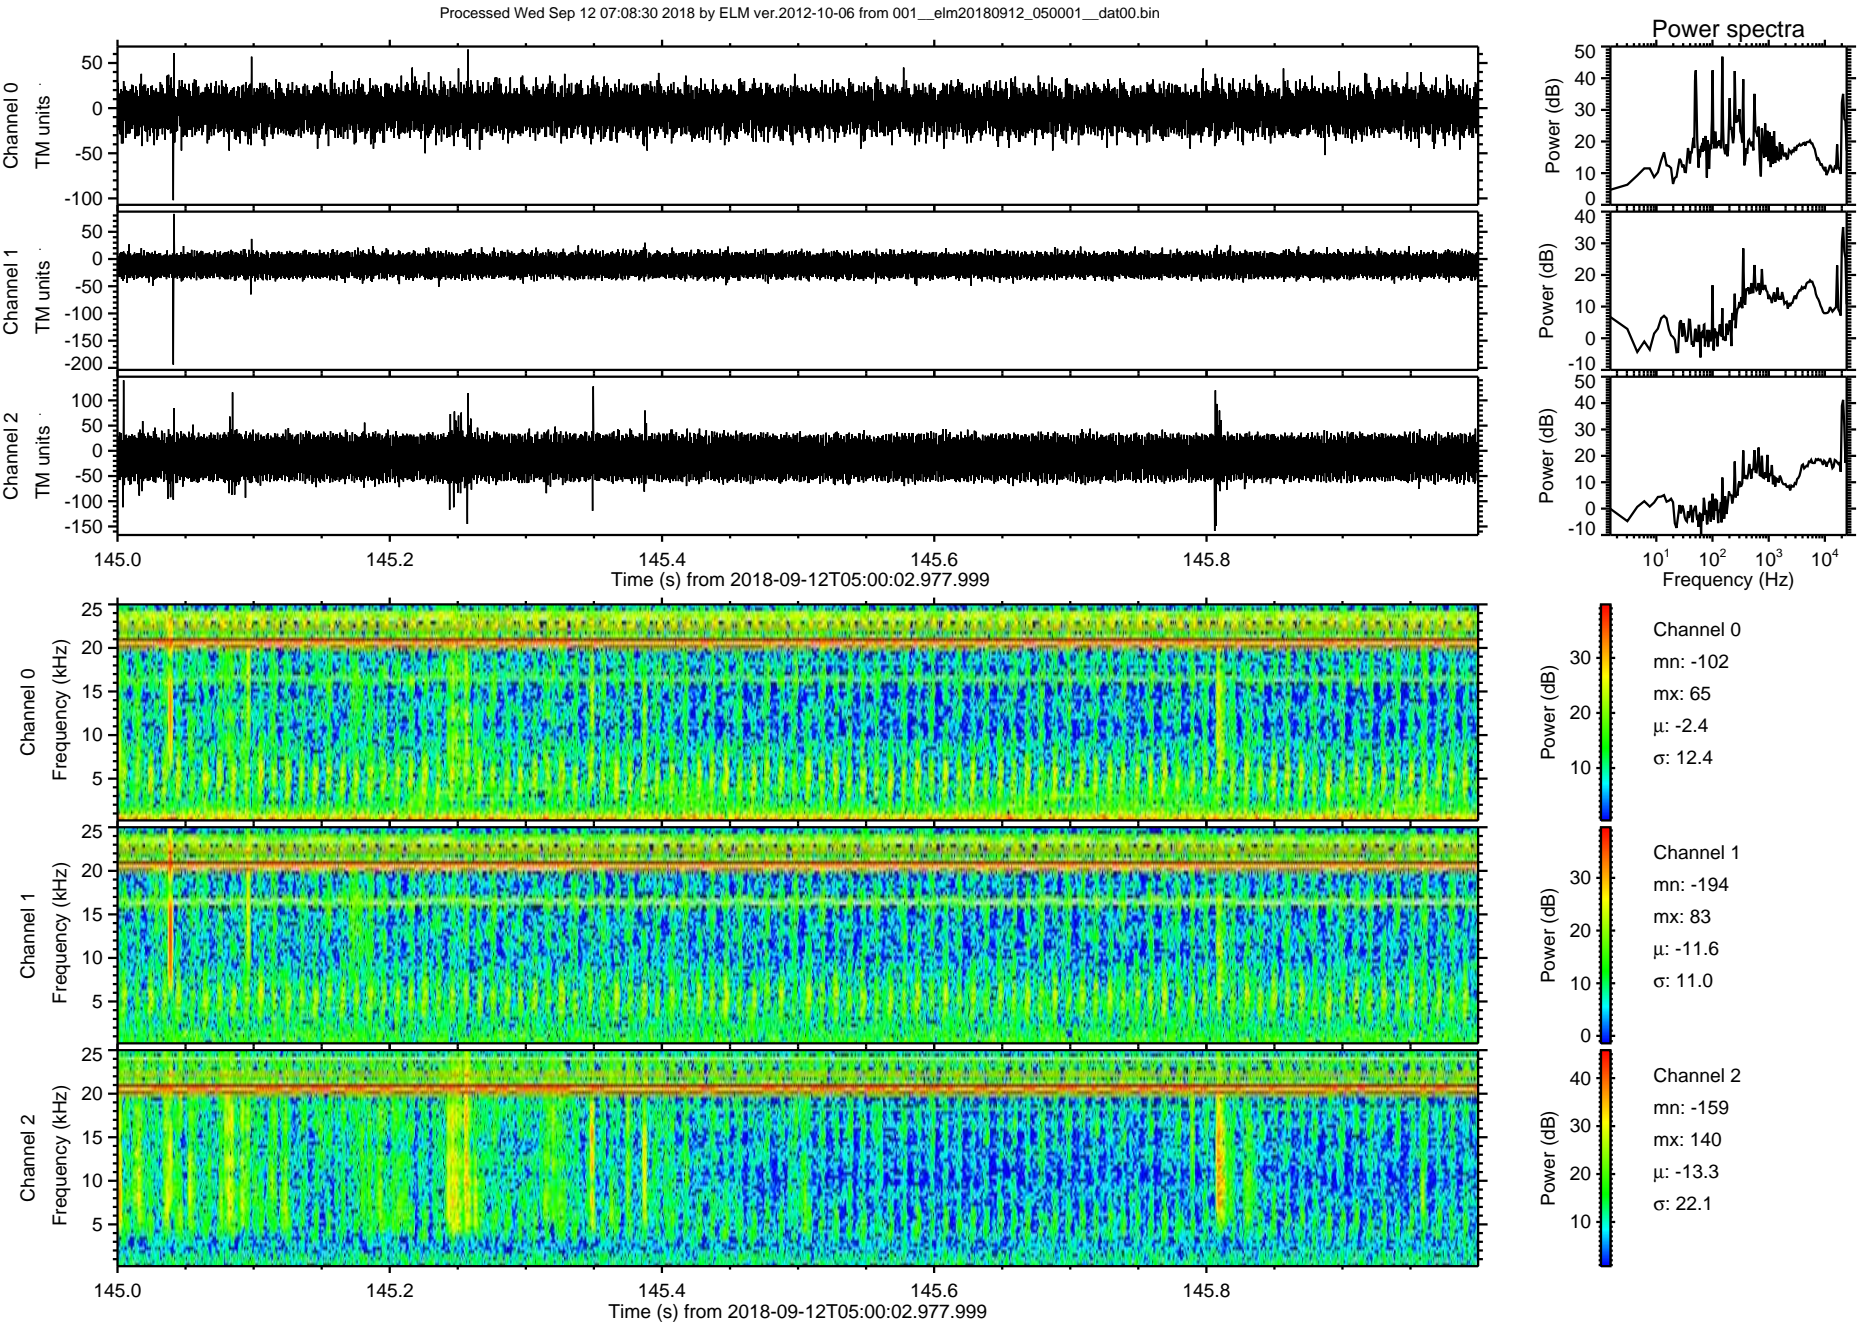 Processed Wed Sep 12 07:08:30 2018 by ELM ver.2012-10-06 from 001__elm20180912_050001__dat00.bin
Power spectra
Channel 0
TM units
50
0
-50
-100
Power (dB)
50
40
30
20
10
0
Channel 1
TM units
50
0
-50
-100
-150
-200
Power (dB)
40
30
20
10
0
-10
Channel 2
TM units
100
50
0
-50
-100
-150
Power (dB)
50
40
30
20
10
0
-10
145.0 145.2 145.4 145.6 145.8
Time (s) from 2018-09-12T05:00:02.977.999
10^1 10^2 10^3 10^4
Frequency (Hz)
Channel 0
Frequency (kHz)
25
20
15
10
5
Power (dB)
30
20
10
Channel 0
mn: -102
mx: 65
μ: -2.4
σ: 12.4
Channel 1
Frequency (kHz)
25
20
15
10
5
Power (dB)
30
20
10
0
Channel 1
mn: -194
mx: 83
μ: -11.6
σ: 11.0
Channel 2
Frequency (kHz)
25
20
15
10
5
Power (dB)
40
30
20
10
Channel 2
mn: -159
mx: 140
μ: -13.3
σ: 22.1
145.0 145.2 145.4 145.6 145.8
Time (s) from 2018-09-12T05:00:02.977.999